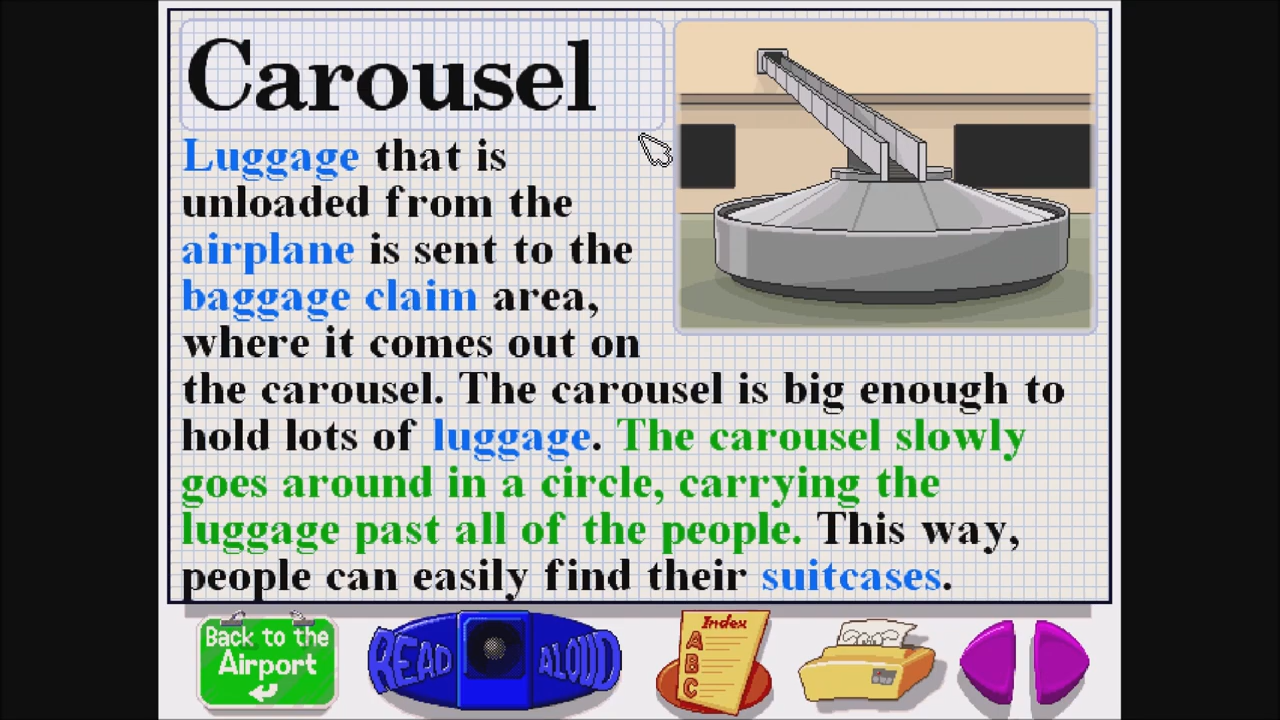 Carousel
Luggage that is
unloaded from the
airplane is sent to the
baggage claim area,
where it comes out on
the carousel. The carousel is big enough to
hold lots of luggage. The carousel slowly
goes around in a circle, carrying the
luggage past all of the people. This way,
people can easily find their suitcases.
Back to the
Airport
READ ALOUD
Index
A
B
C